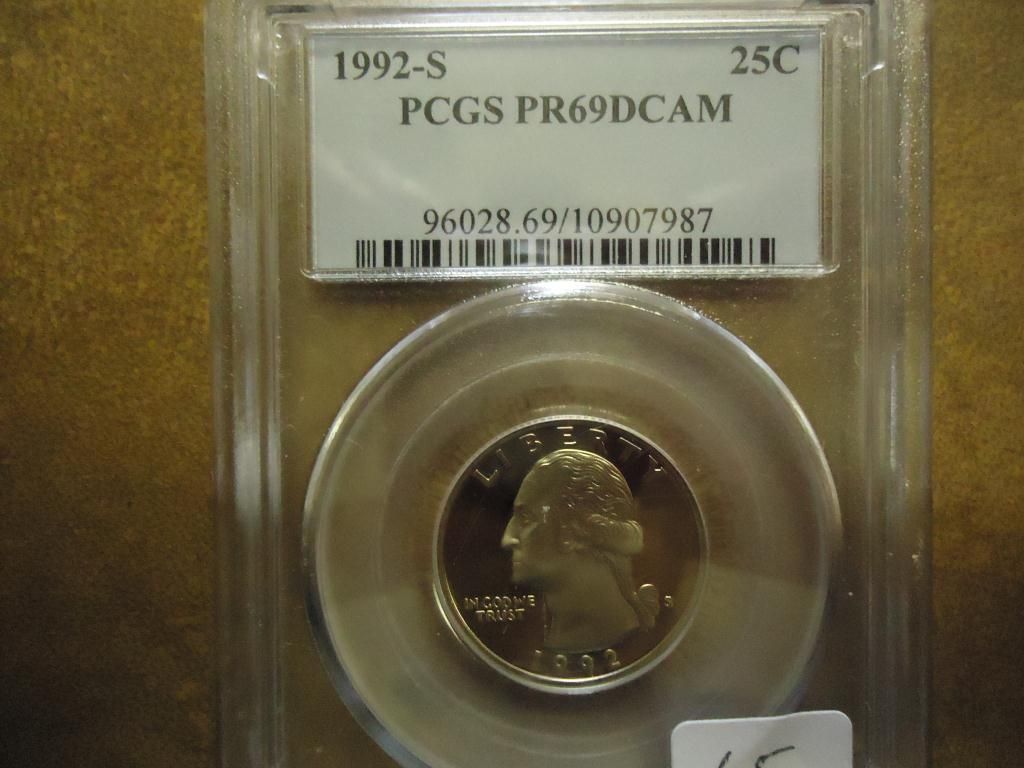 1992-S 25C
PCGS PR69DCAM
96028.69/10907987
LIBERTY
IN GOD WE
TRUST
S
1992